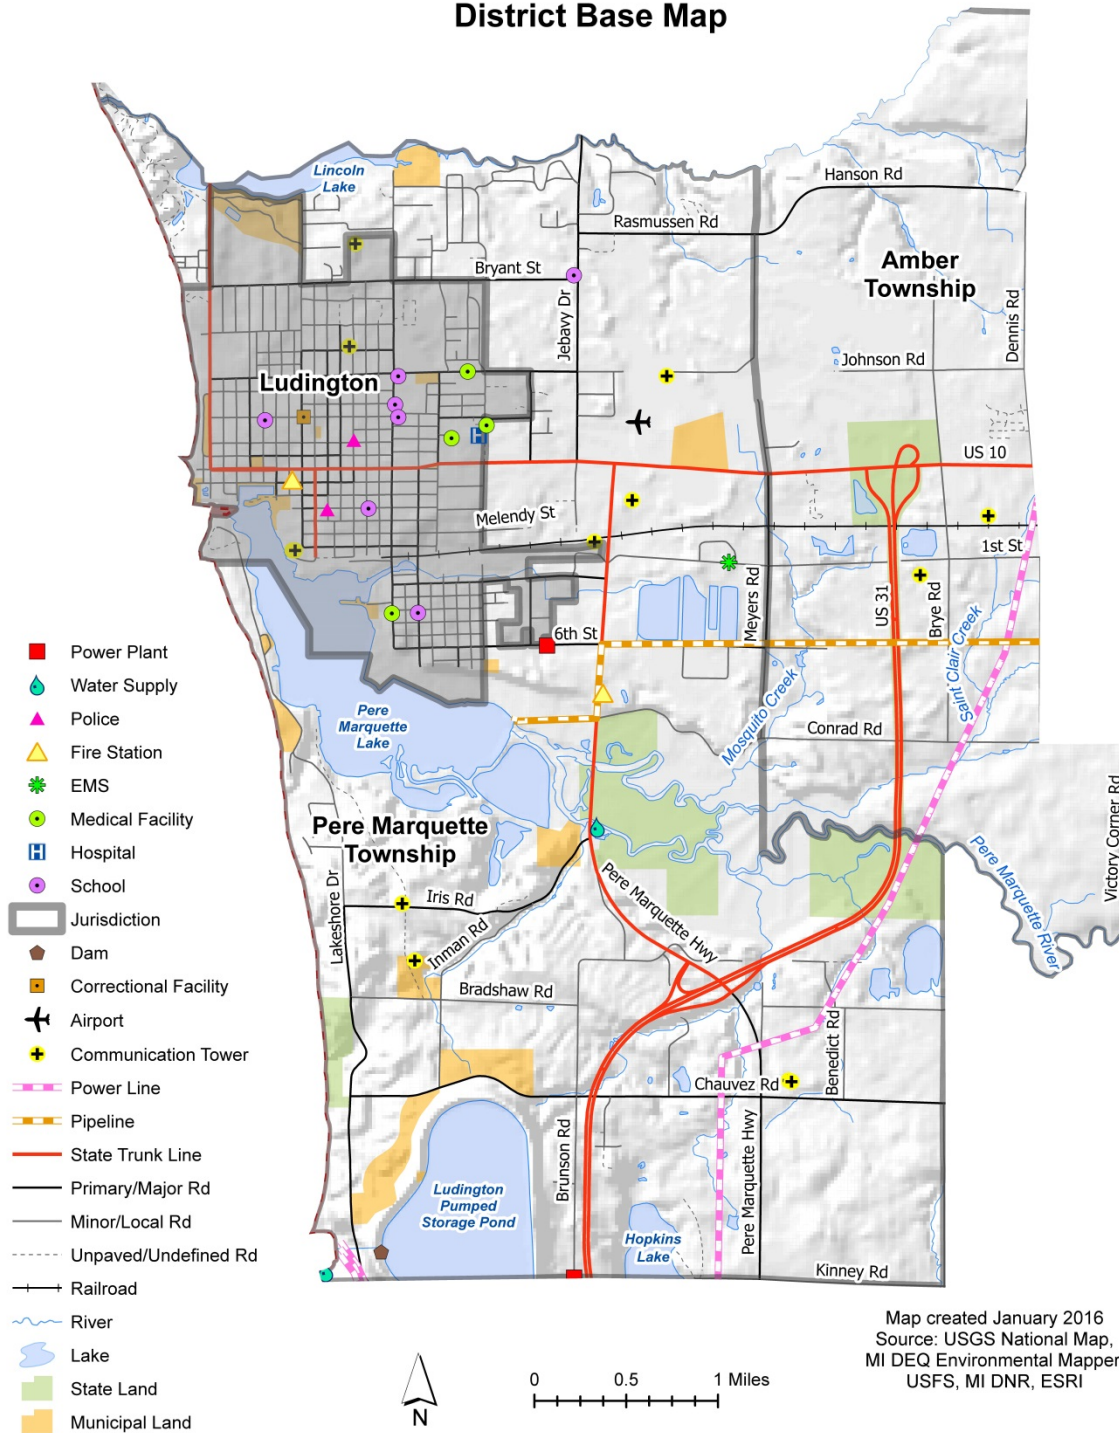 District Base Map
Lincoln
Lake
Hanson Rd
Rasmussen Rd
Amber
Township
Bryant St
Jebavy Dr
Dennis Rd
Johnson Rd
Ludington
US 10
Melendy St
1st St
Meyers Rd
US 31
Brye Rd
Saint Clair Creek
6th St
Mosquito Creek
Conrad Rd
Pere
Marquette
Lake
Pere Marquette
Township
Victory Corner Rd
Pere Marquette River
Pere Marquette Hwy
Lakeshore Dr
Iris Rd
Inman Rd
Bradshaw Rd
Benedict Rd
Chauvez Rd
Brunson Rd
Pere Marquette Hwy
Ludington
Pumped
Storage Pond
Hopkins
Lake
Kinney Rd
Power Plant
Water Supply
Police
Fire Station
EMS
Medical Facility
H
Hospital
School
Jurisdiction
Dam
Correctional Facility
Airport
Communication Tower
Power Line
Pipeline
State Trunk Line
Primary/Major Rd
Minor/Local Rd
Unpaved/Undefined Rd
Railroad
River
Lake
State Land
Municipal Land
H
N
0 0.5 1 Miles
Map created January 2016
Source: USGS National Map,
MI DEQ Environmental Mapper
USFS, MI DNR, ESRI